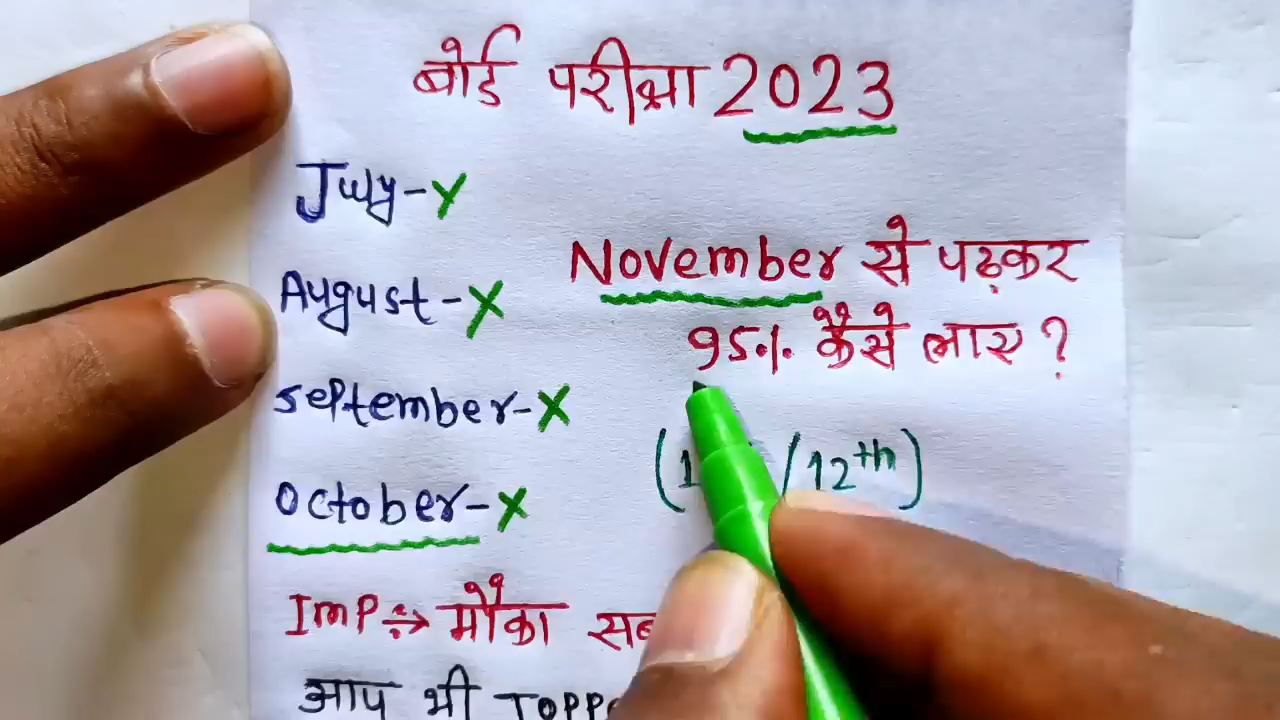 बोर्ड परीक्षा 2023
July - X
August - X
September - X
October - X
November से पढ़कर
95% कैसे लाए ?
/12th)
IMP → मौका
आप भी